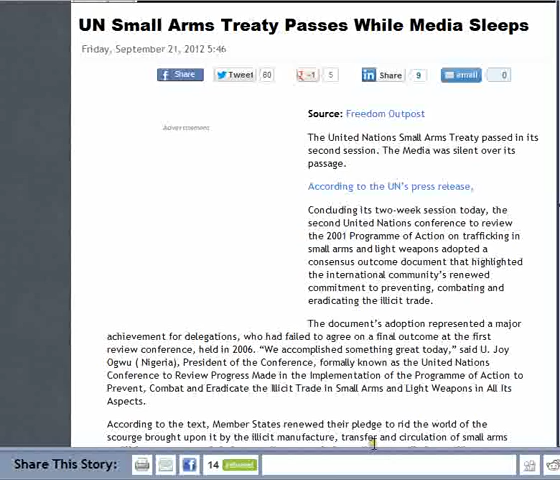 UN Small Arms Treaty Passes While Media Sleeps
Friday, September 21, 2012 5:46
Share Tweet 60 +1 5 Share 9 email 0
Source: Freedom Outpost
Advertisement
The United Nations Small Arms Treaty passed in its
second session. The Media was silent over its
passage.
According to the UN's press release,
Concluding its two-week session today, the
second United Nations conference to review
the 2001 Programme of Action on trafficking in
small arms and light weapons adopted a
consensus outcome document that highlighted
the international community's renewed
commitment to preventing, combating and
eradicating the illicit trade.
The document's adoption represented a major
achievement for delegations, who had failed to agree on a final outcome at the first
review conference, held in 2006. "We accomplished something great today," said U. Joy
Ogwu ( Nigeria), President of the Conference, formally known as the United Nations
Conference to Review Progress Made in the Implementation of the Programme of Action to
Prevent, Combat and Eradicate the Illicit Trade in Small Arms and Light Weapons in All Its
Aspects.
According to the text, Member States renewed their pledge to rid the world of the
scourge brought upon it by the illicit manufacture, transfer and circulation of small arms
Share This Story: 14